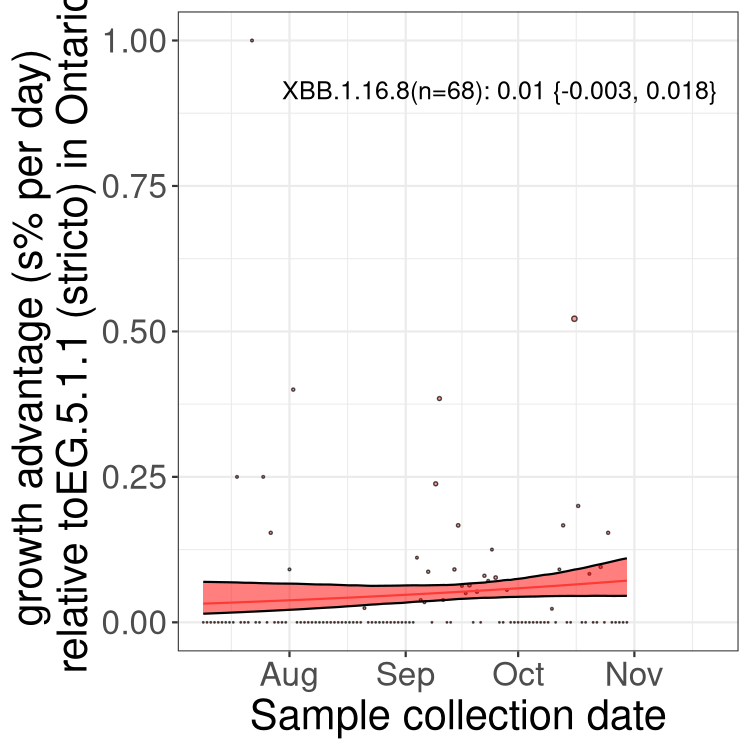 growth advantage (s% per day)
relative toEG.5.1.1 (stricto) in Ontario
1.00
XBB.1.16.8(n=68): 0.01 {-0.003, 0.018}
0.75
0.50
0.25
0.00
Aug Sep Oct Nov
Sample collection date